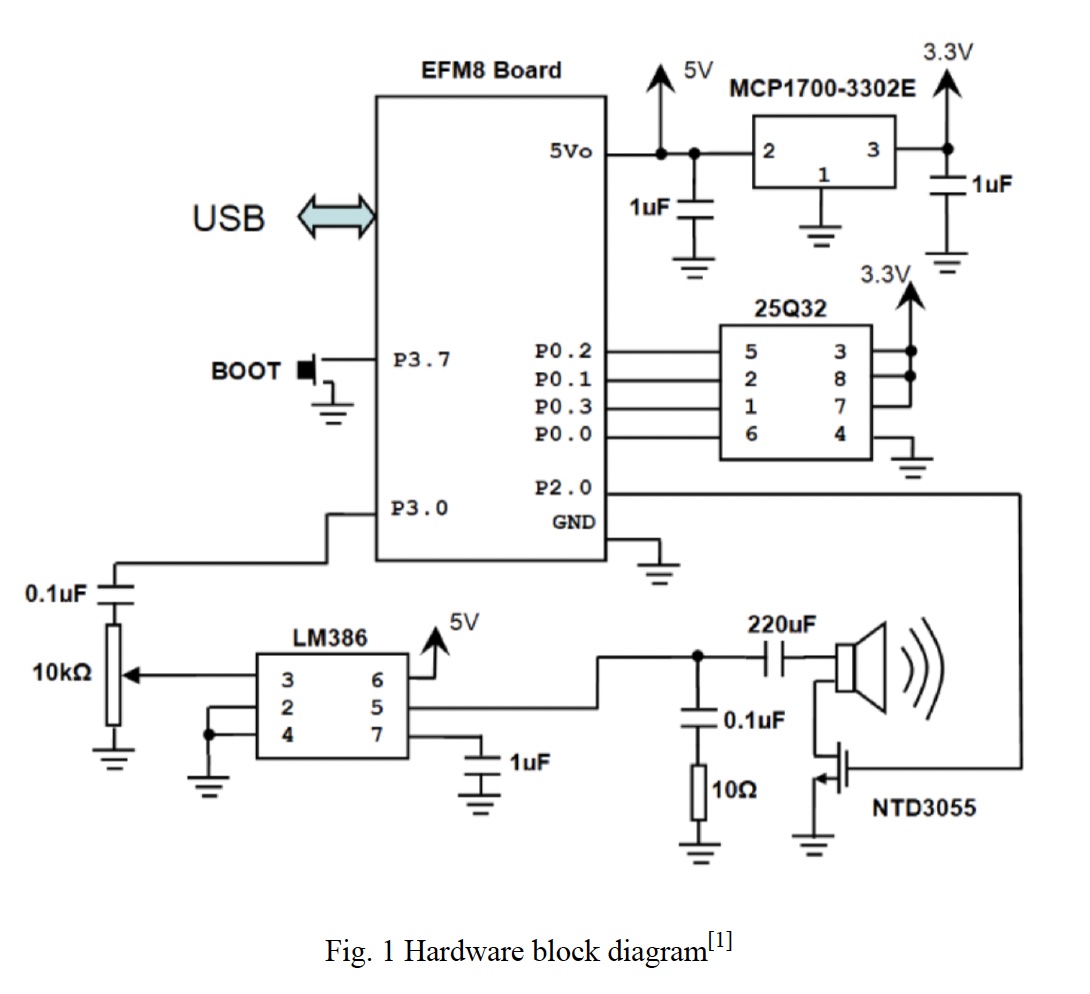 EFM8 Board
5V
MCP1700-3302E
3.3V
5Vo
2
3
1
1uF
1uF
USB
3.3V
25Q32
BOOT
P3.7
P0.2
5
3
P0.1
2
8
P0.3
1
7
P0.0
6
4
P2.0
P3.0
GND
0.1uF
10kΩ
LM386
5V
3
6
2
5
4
7
1uF
220uF
0.1uF
10Ω
NTD3055
Fig. 1 Hardware block diagram[1]